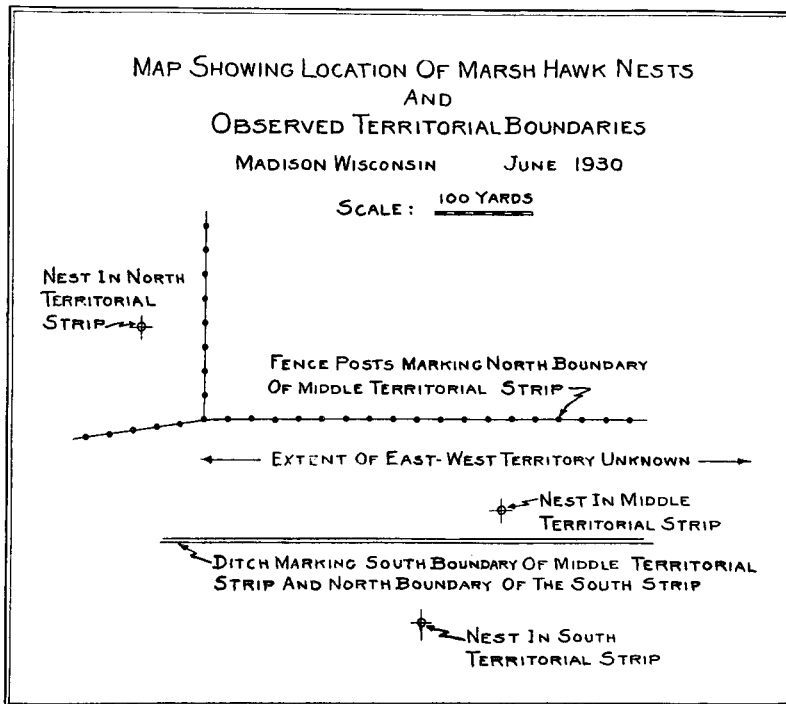 MAP SHOWING LOCATION OF MARSH HAWK NESTS
AND
OBSERVED TERRITORIAL BOUNDARIES
MADISON WISCONSIN JUNE 1930
SCALE: 100 YARDS
NEST IN NORTH
TERRITORIAL
STRIP
FENCE POSTS MARKING NORTH BOUNDARY
OF MIDDLE TERRITORIAL STRIP
EXTENT OF EAST-WEST TERRITORY UNKNOWN
NEST IN MIDDLE
TERRITORIAL STRIP
DITCH MARKING SOUTH BOUNDARY OF MIDDLE TERRITORIAL
STRIP AND NORTH BOUNDARY OF THE SOUTH STRIP
NEST IN SOUTH
TERRITORIAL STRIP